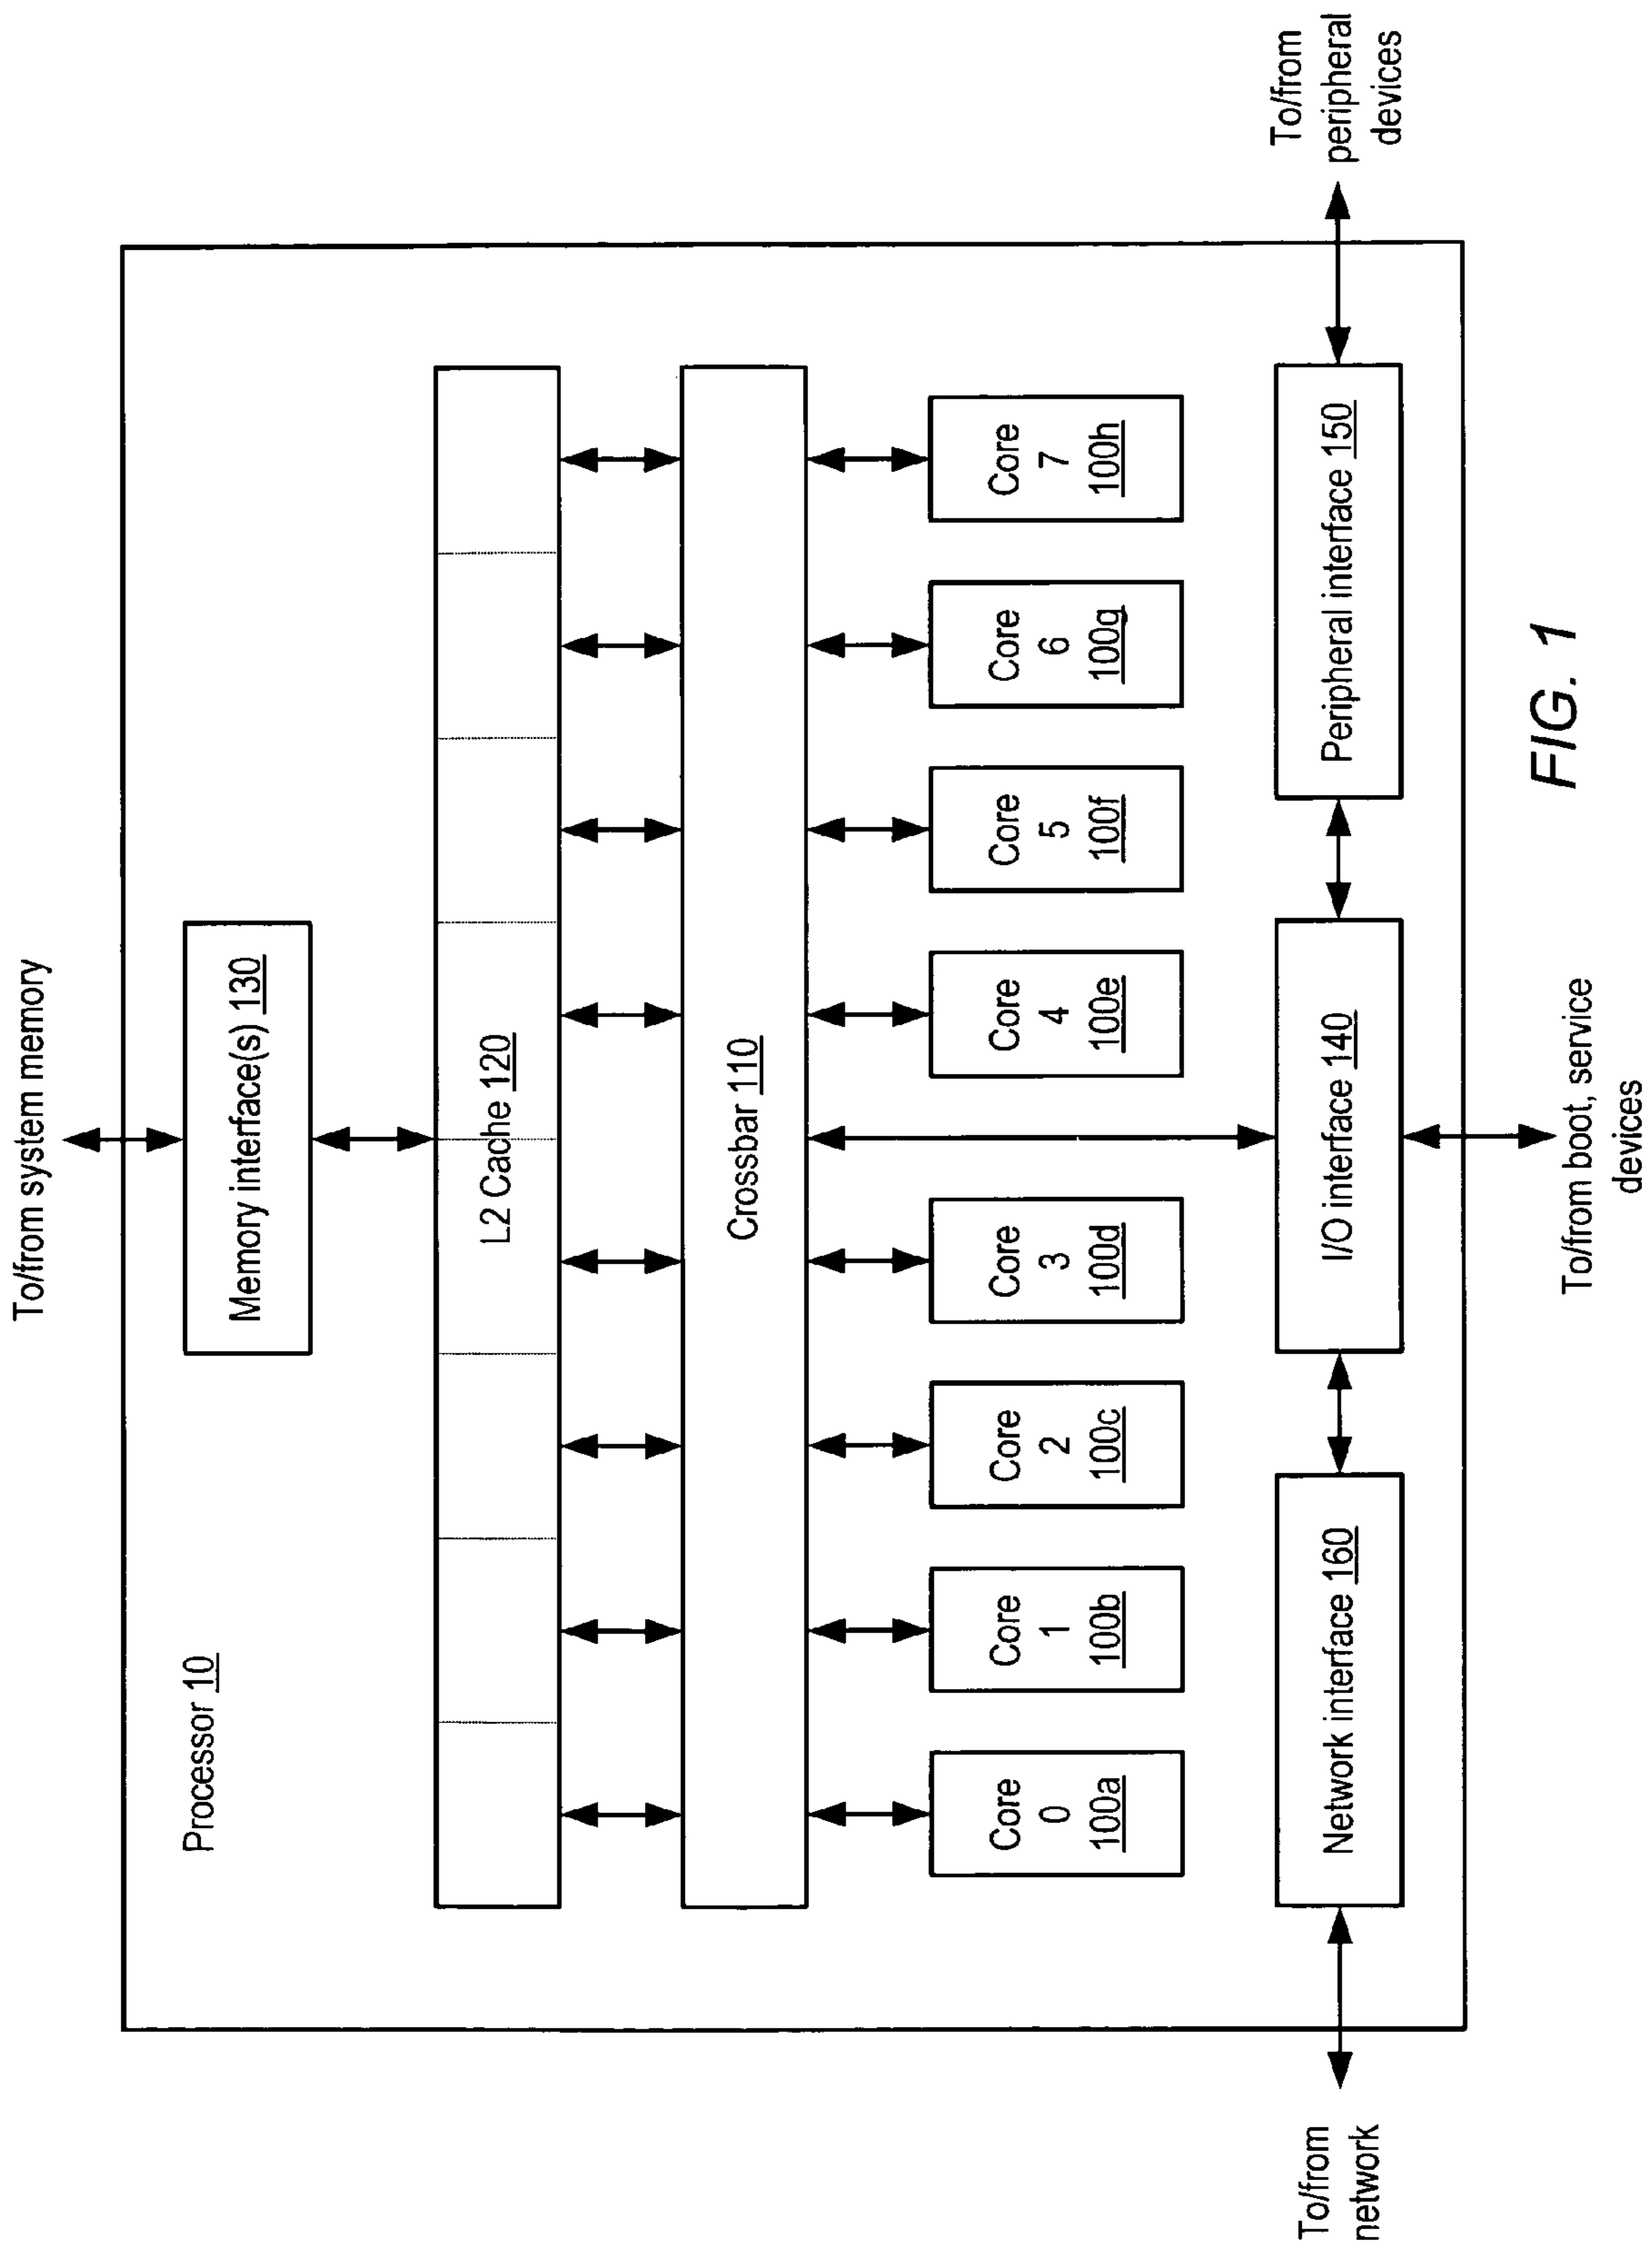 To/from system memory
Processor 10
Memory interface(s) 130
L2 Cache 120
Crossbar 110
Core
0
100a
Core
1
100b
Core
2
100c
Core
3
100d
Core
4
100e
Core
5
100f
Core
6
100g
Core
7
100h
To/from
network
Network interface 160
I/O interface 140
Peripheral interface 150
To/from
peripheral
devices
To/from boot, service
devices
FIG. 1